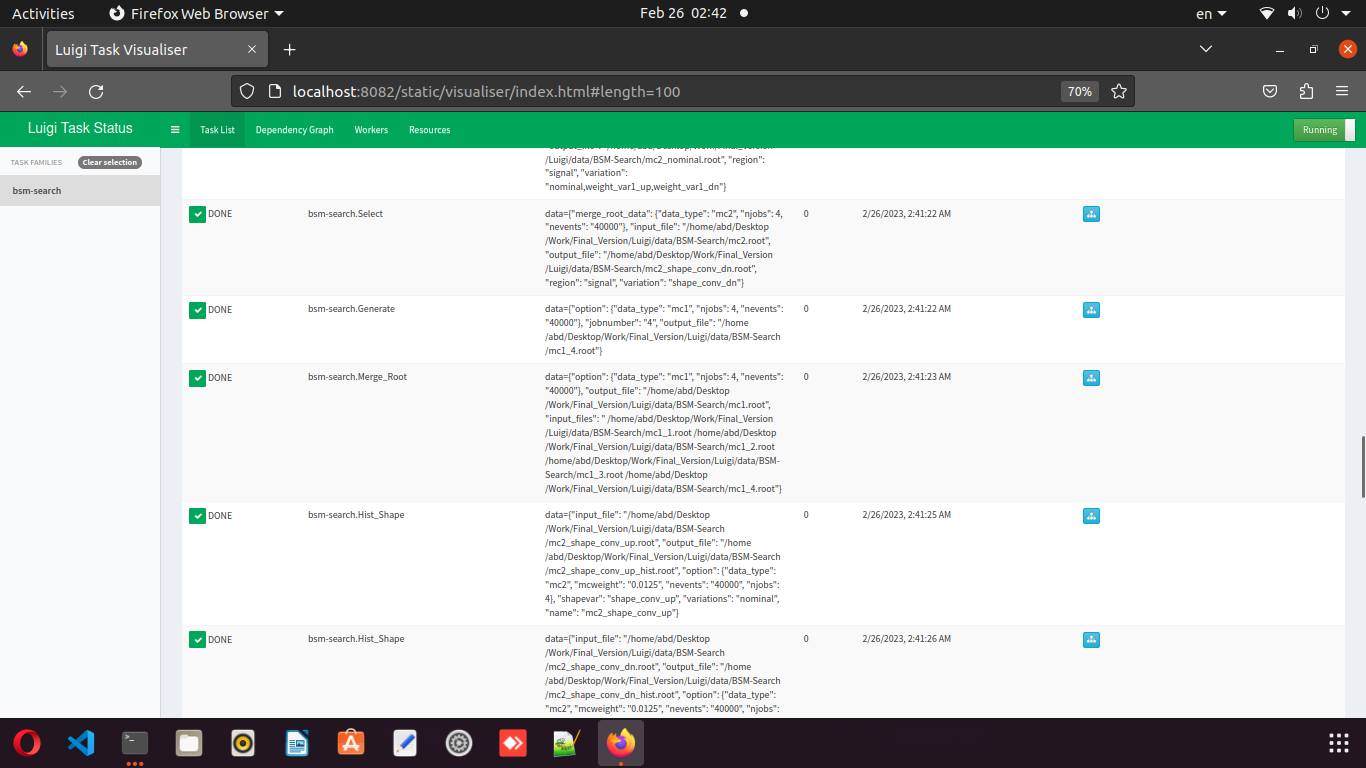 Activities
Firefox Web Browser
Feb 26 02:42
en
Luigi Task Visualiser
localhost:8082/static/visualiser/index.html#length=100
70%
Luigi Task Status
Task List
Dependency Graph
Workers
Resources
Running
TASK FAMILIES
Clear selection
bsm-search
/Luigi/data/BSM-Search/mc2_nominal.root", "region":
"signal", "variation":
"nominal,weight_var1_up,weight_var1_dn"}
DONE
bsm-search.Select
data={"merge_root_data": {"data_type": "mc2", "njobs": 4,
"nevents": "40000"}, "input_file": "/home/abd/Desktop
/Work/Final_Version/Luigi/data/BSM-Search/mc2.root",
"output_file": "/home/abd/Desktop/Work/Final_Version
/Luigi/data/BSM-Search/mc2_shape_conv_dn.root",
"region": "signal", "variation": "shape_conv_dn"}
0
2/26/2023, 2:41:22 AM
DONE
bsm-search.Generate
data={"option": {"data_type": "mc1", "njobs": 4, "nevents":
"40000"}, "jobnumber": "4", "output_file": "/home
/abd/Desktop/Work/Final_Version/Luigi/data/BSM-Search
/mc1_4.root"}
0
2/26/2023, 2:41:22 AM
DONE
bsm-search.Merge_Root
data={"option": {"data_type": "mc1", "njobs": 4, "nevents":
"40000"}, "output_file": "/home/abd/Desktop
/Work/Final_Version/Luigi/data/BSM-Search/mc1.root",
"input_files": " /home/abd/Desktop/Work/Final_Version
/Luigi/data/BSM-Search/mc1_1.root /home/abd/Desktop
/Work/Final_Version/Luigi/data/BSM-Search/mc1_2.root
/home/abd/Desktop/Work/Final_Version/Luigi/data/BSM-
Search/mc1_3.root /home/abd/Desktop
/Work/Final_Version/Luigi/data/BSM-Search/mc1_4.root"}
0
2/26/2023, 2:41:23 AM
DONE
bsm-search.Hist_Shape
data={"input_file": "/home/abd/Desktop
/Work/Final_Version/Luigi/data/BSM-Search
/mc2_shape_conv_up.root", "output_file": "/home
/abd/Desktop/Work/Final_Version/Luigi/data/BSM-Search
/mc2_shape_conv_up_hist.root", "option": {"data_type":
"mc2", "mcweight": "0.0125", "nevents": "40000", "njobs":
4}, "shapevar": "shape_conv_up", "variations": "nominal",
"name": "mc2_shape_conv_up"}
0
2/26/2023, 2:41:25 AM
DONE
bsm-search.Hist_Shape
data={"input_file": "/home/abd/Desktop
/Work/Final_Version/Luigi/data/BSM-Search
/mc2_shape_conv_dn.root", "output_file": "/home
/abd/Desktop/Work/Final_Version/Luigi/data/BSM-Search
/mc2_shape_conv_dn_hist.root", "option": {"data_type":
"mc2", "mcweight": "0.0125", "nevents": "40000", "njobs":
0
2/26/2023, 2:41:26 AM